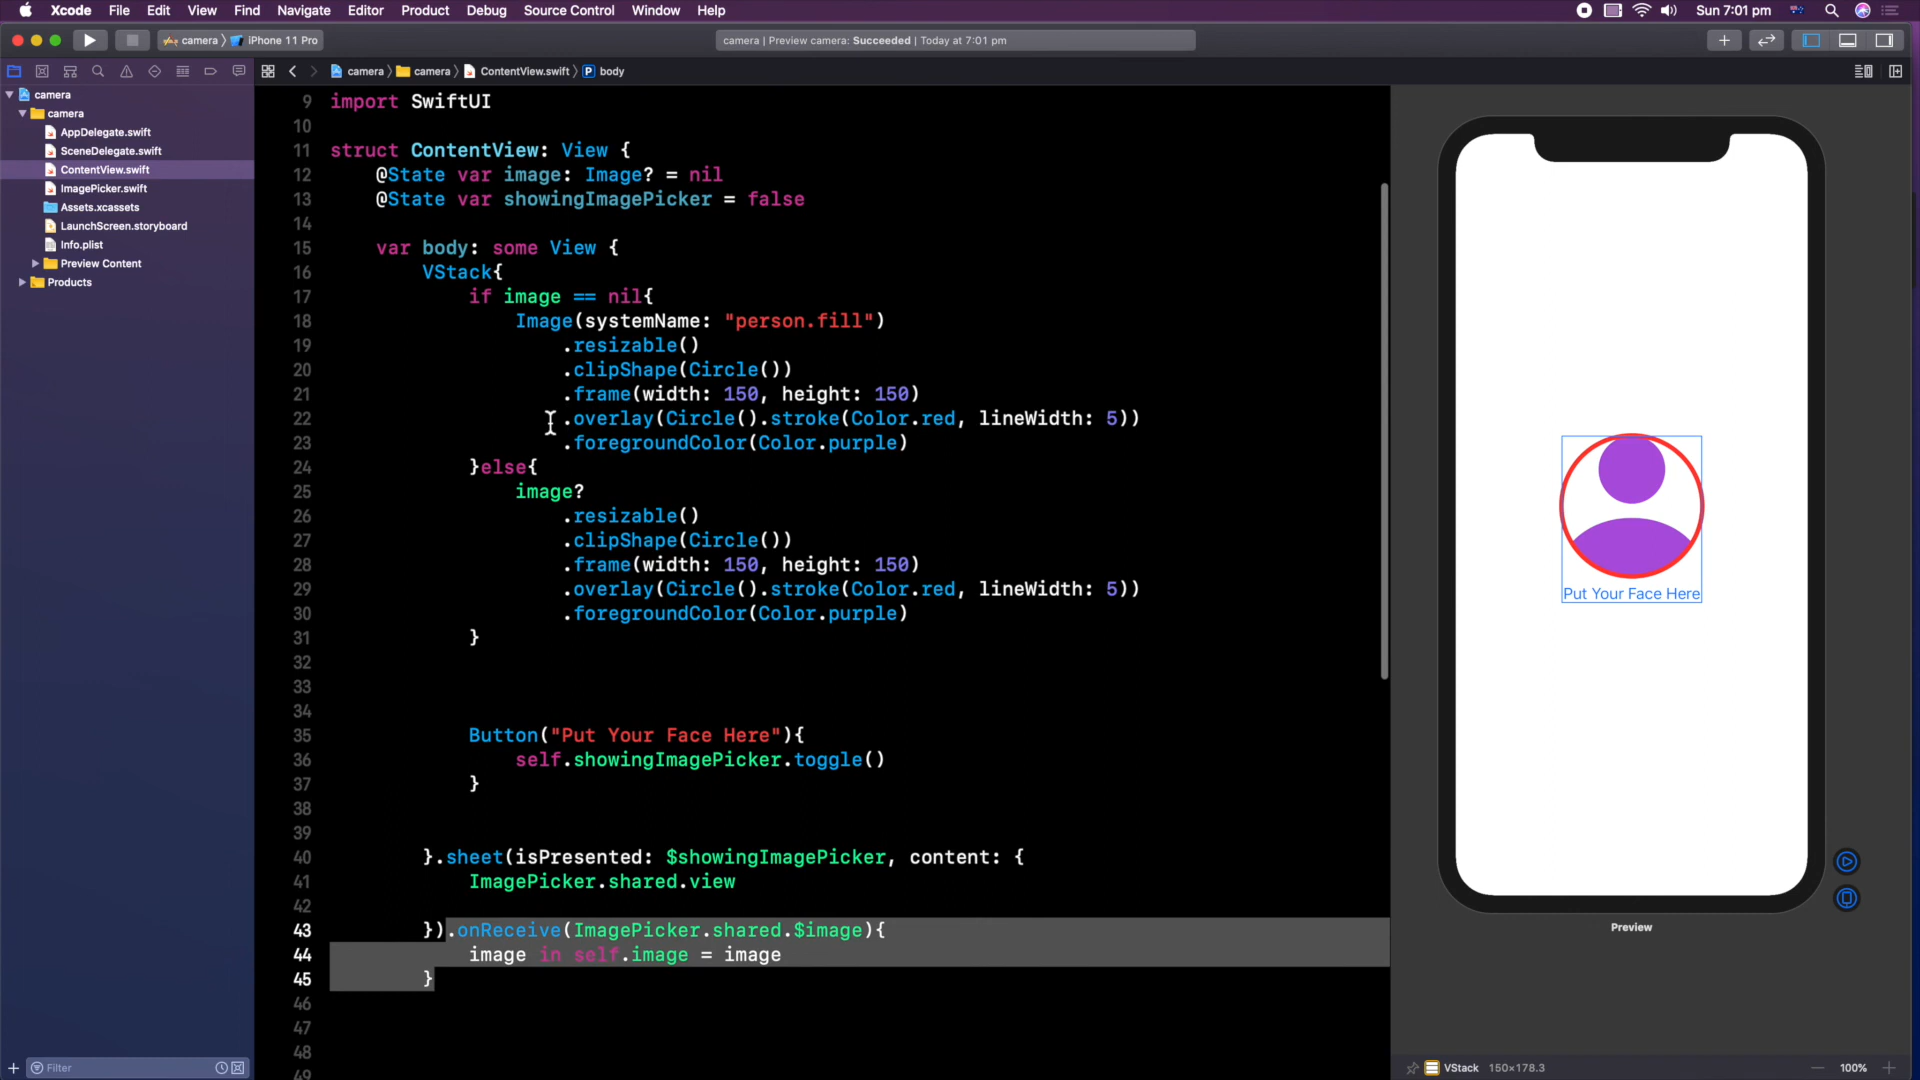 Xcode File Edit View Find Navigate Editor Product Debug Source Control Window Help Sun 7:01 pm
camera iPhone 11 Pro camera | Preview camera: Succeeded | Today at 7:01 pm
camera camera ContentView.swift P body
camera
camera
AppDelegate.swift
SceneDelegate.swift
ContentView.swift
ImagePicker.swift
Assets.xcassets
LaunchScreen.storyboard
Info.plist
Preview Content
Products
9 import SwiftUI
10
11 struct ContentView: View {
12 @State var image: Image? = nil
13 @State var showingImagePicker = false
14
15 var body: some View {
16 VStack{
17 if image == nil{
18 Image(systemName: "person.fill")
19 .resizable()
20 .clipShape(Circle())
21 .frame(width: 150, height: 150)
22 .overlay(Circle().stroke(Color.red, lineWidth: 5))
23 .foregroundColor(Color.purple)
24 }else{
25 image?
26 .resizable()
27 .clipShape(Circle())
28 .frame(width: 150, height: 150)
29 .overlay(Circle().stroke(Color.red, lineWidth: 5))
30 .foregroundColor(Color.purple)
31 }
32
33
34
35 Button("Put Your Face Here"){
36 self.showingImagePicker.toggle()
37 }
38
39
40 }.sheet(isPresented: $showingImagePicker, content: {
41 ImagePicker.shared.view
42
43 }).onReceive(ImagePicker.shared.$image){
44 image in self.image = image
45 }
46
47
48
49
Put Your Face Here
Preview
Filter
VStack 150×178.3 100%